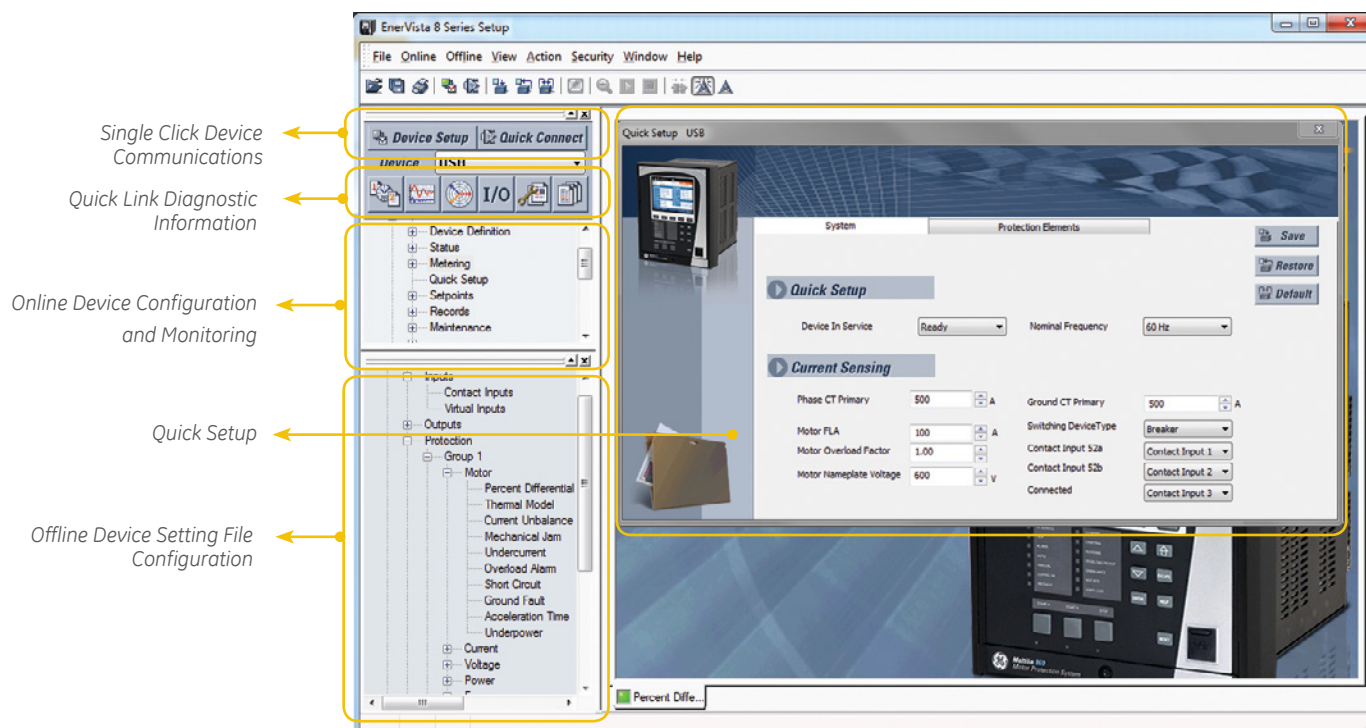 EnerVista 8 Series Setup
File Online Offline View Action Security Window Help
Single Click Device
Communications
Quick Link Diagnostic
Information
Online Device Configuration
and Monitoring
Quick Setup
Offline Device Setting File
Configuration
Device Setup
Quick Connect
Device USB
I/O
Device Definition
Status
Metering
Quick Setup
Setpoints
Records
Maintenance
Inputs
Contact Inputs
Virtual Inputs
Outputs
Protection
Group 1
Motor
Percent Differential
Thermal Model
Current Unbalance
Mechanical Jam
Undercurrent
Overload Alarm
Short Circuit
Ground Fault
Acceleration Time
Underpower
Current
Voltage
Power
Quick Setup USB
System
Protection Elements
Save
Restore
Default
Quick Setup
Device In Service Ready Nominal Frequency 60 Hz
Current Sensing
Phase CT Primary 500 A Ground CT Primary 500 A
Motor FLA 100 A Switching DeviceType Breaker
Motor Overload Factor 1.00 Contact Input 52a Contact Input 1
Motor Nameplate Voltage 600 V Contact Input 52b Contact Input 2
Connected Contact Input 3
Multilin 869
Motor Protection System
Percent Diffe...